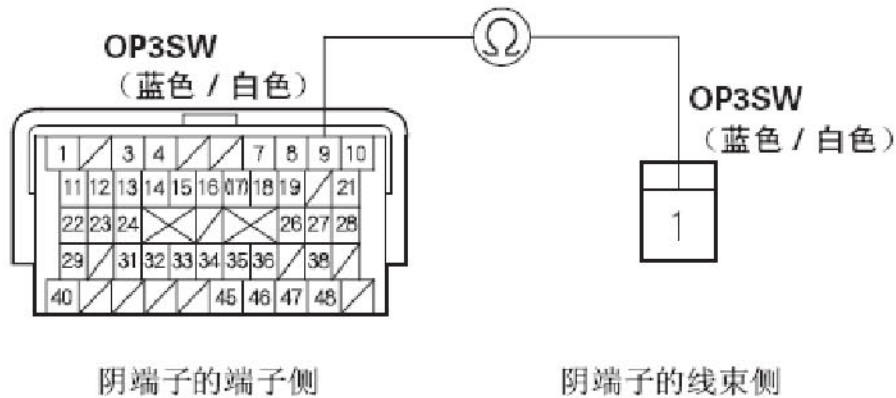 Ω
OP3SW
（蓝色 / 白色）
OP3SW
（蓝色 / 白色）
1 3 4 7 8 9 10
11 12 13 14 15 16 (17) 18 19 21
22 23 24 26 27 28
29 31 32 33 34 35 36 38
40 45 46 47 48
1
阴端子的端子侧
阴端子的线束侧